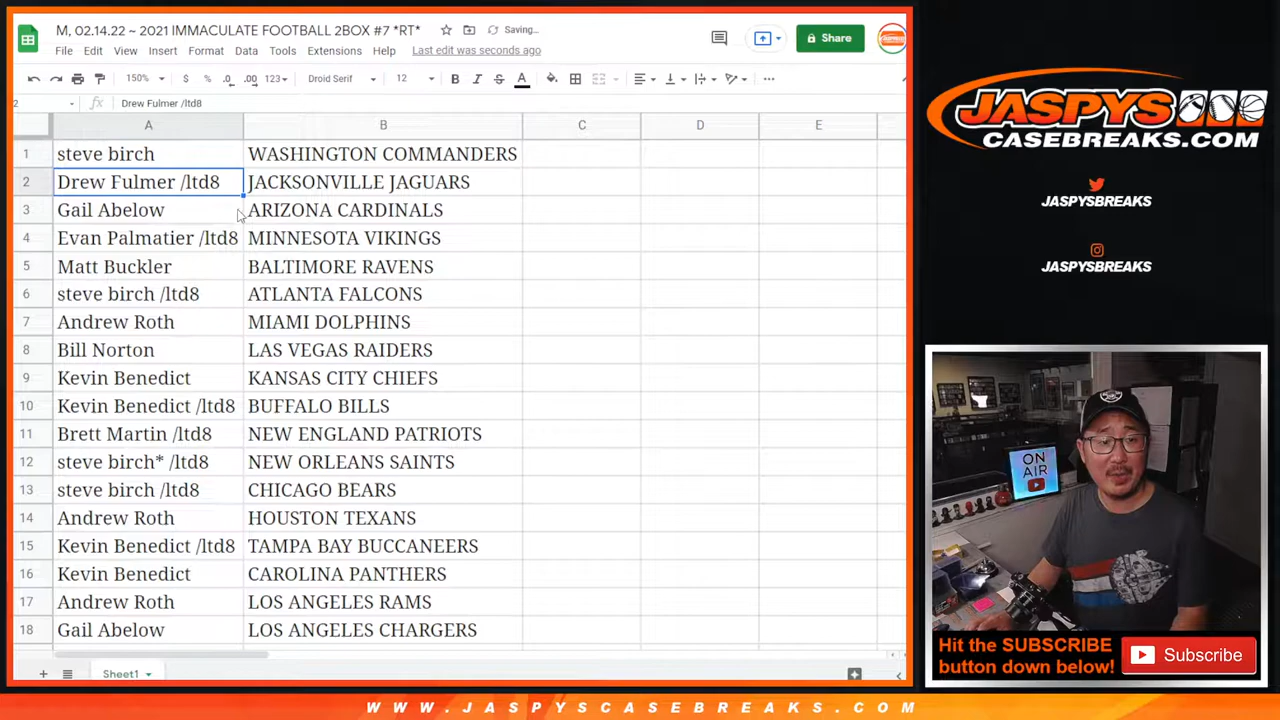 M, 02.14.22 ~ 2021 IMMACULATE FOOTBALL 2BOX #7 *RT*
Saving...
File Edit View Insert Format Data Tools Extensions Help Last edit was seconds ago
Share
150% $ % .0 .00 123 Droid Serif 12 B I S A
2 fx Drew Fulmer /ltd8
A B C D E
1 steve birch WASHINGTON COMMANDERS
2 Drew Fulmer /ltd8 JACKSONVILLE JAGUARS
3 Gail Abelow ARIZONA CARDINALS
4 Evan Palmatier /ltd8 MINNESOTA VIKINGS
5 Matt Buckler BALTIMORE RAVENS
6 steve birch /ltd8 ATLANTA FALCONS
7 Andrew Roth MIAMI DOLPHINS
8 Bill Norton LAS VEGAS RAIDERS
9 Kevin Benedict KANSAS CITY CHIEFS
10 Kevin Benedict /ltd8 BUFFALO BILLS
11 Brett Martin /ltd8 NEW ENGLAND PATRIOTS
12 steve birch* /ltd8 NEW ORLEANS SAINTS
13 steve birch /ltd8 CHICAGO BEARS
14 Andrew Roth HOUSTON TEXANS
15 Kevin Benedict /ltd8 TAMPA BAY BUCCANEERS
16 Kevin Benedict CAROLINA PANTHERS
17 Andrew Roth LOS ANGELES RAMS
18 Gail Abelow LOS ANGELES CHARGERS
Sheet1
JASPYS
CASEBREAKS.COM
JASPYSBREAKS
JASPYSBREAKS
ON
AIR
Hit the SUBSCRIBE
button down below!
Subscribe
WWW.JASPYSCASEBREAKS.COM